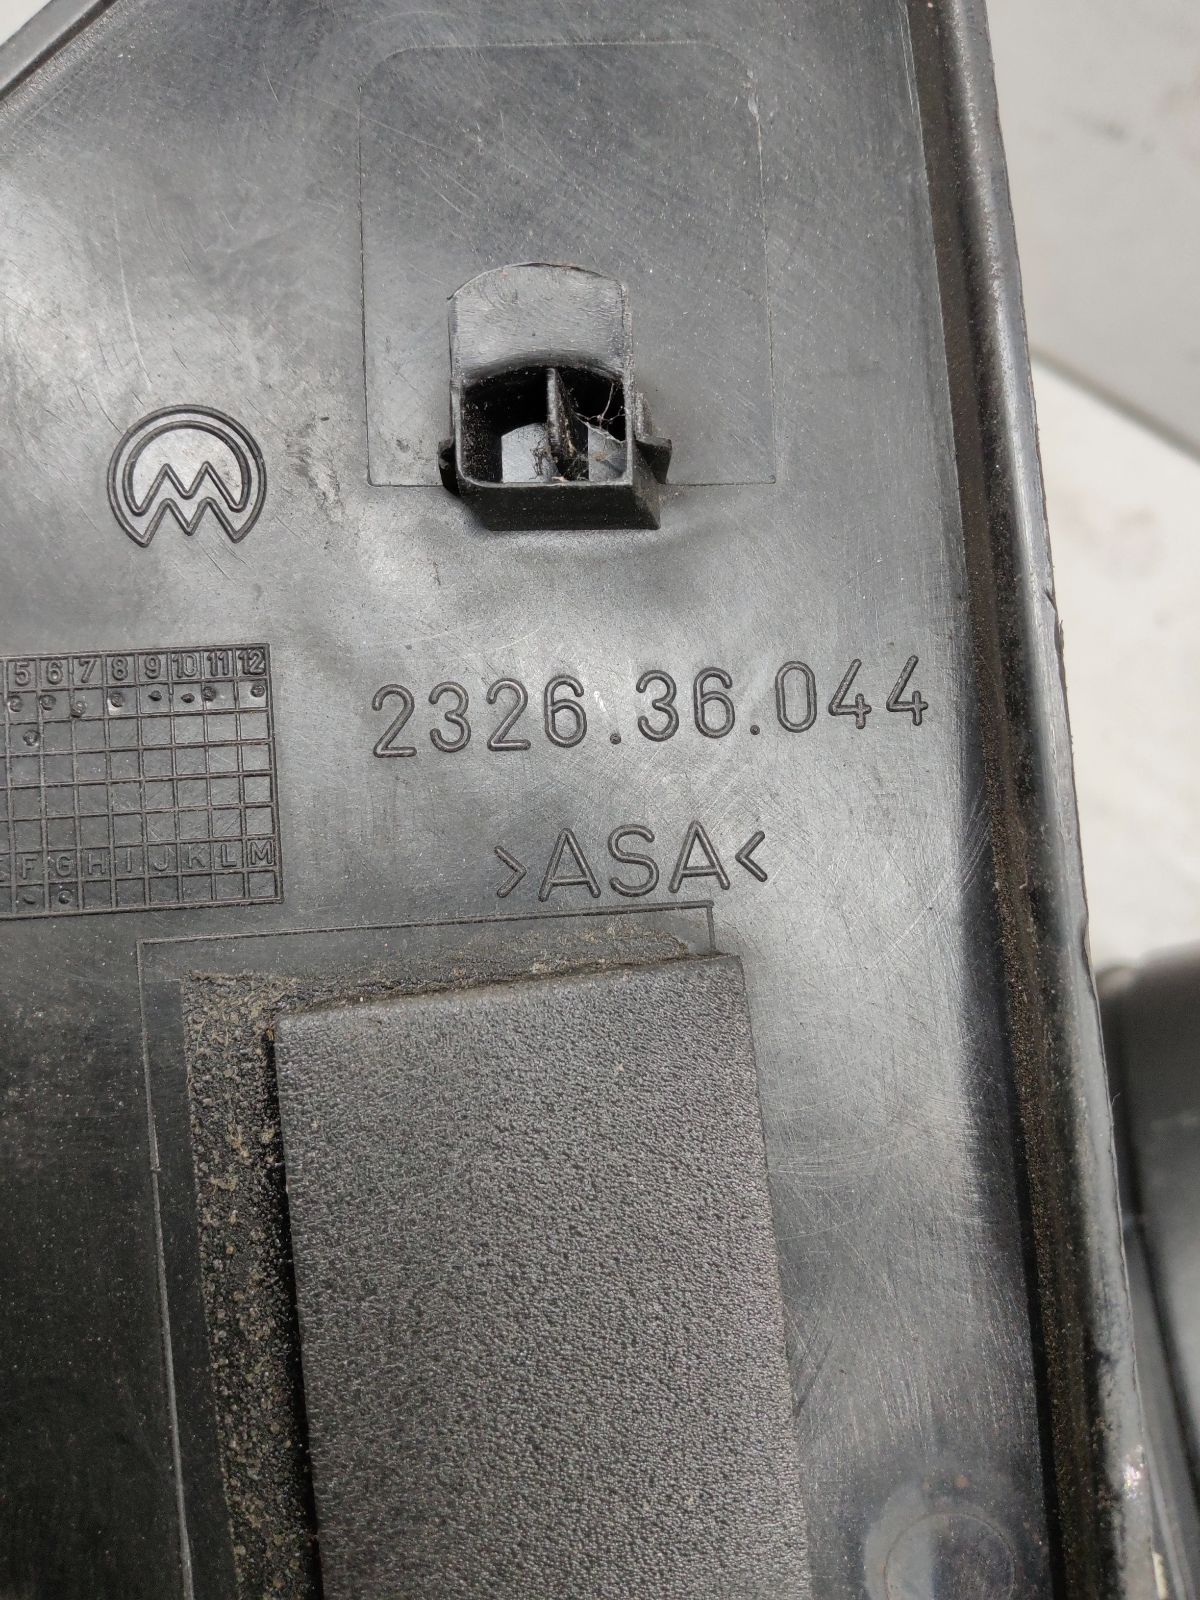 5 6 7 8 9 10 11 12
2326.36.044
>ASA<
F G H I J K L M